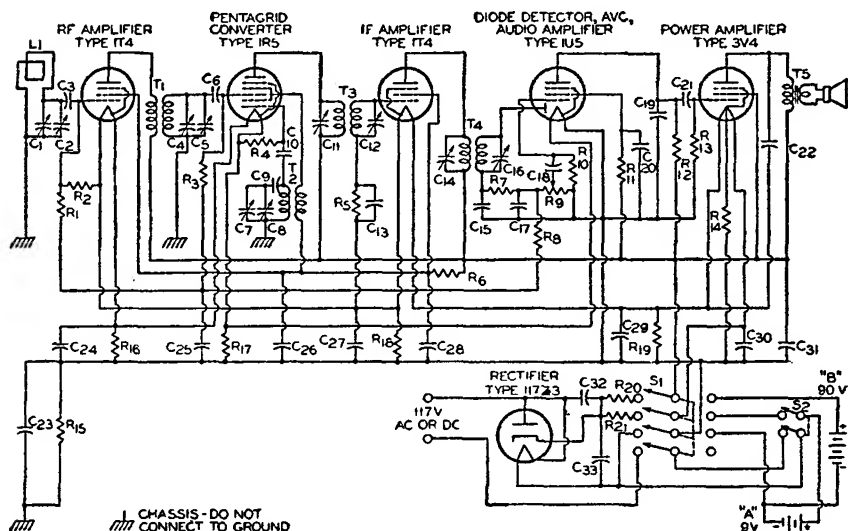 RF AMPLIFIER
TYPE 1T4
PENTAGRID
CONVERTER
TYPE 1R5
IF AMPLIFIER
TYPE 1T4
DIODE DETECTOR, AVC,
AUDIO AMPLIFIER
TYPE 1U5
POWER AMPLIFIER
TYPE 3V4
L1
C3
T1
C6
T3
T4
C19
C21
T5
C1
C2
C4
C5
R4
C10
C11
C12
C14
C16
C18
R10
R11
C20
R12
R13
C22
R2
R1
R3
C9
T2
C7
C8
R5
C13
R7
C15
C17
R9
R8
R14
R6
C24
R16
C25
R17
C26
C27
R18
C28
C29
R19
C30
C31
C23
R15
RECTIFIER
TYPE 117Z3
C32
R20
S1
R21
C33
117V
AC OR DC
S2
"B"
90 V
"A"
9V
CHASSIS - DO NOT
CONNECT TO GROUND